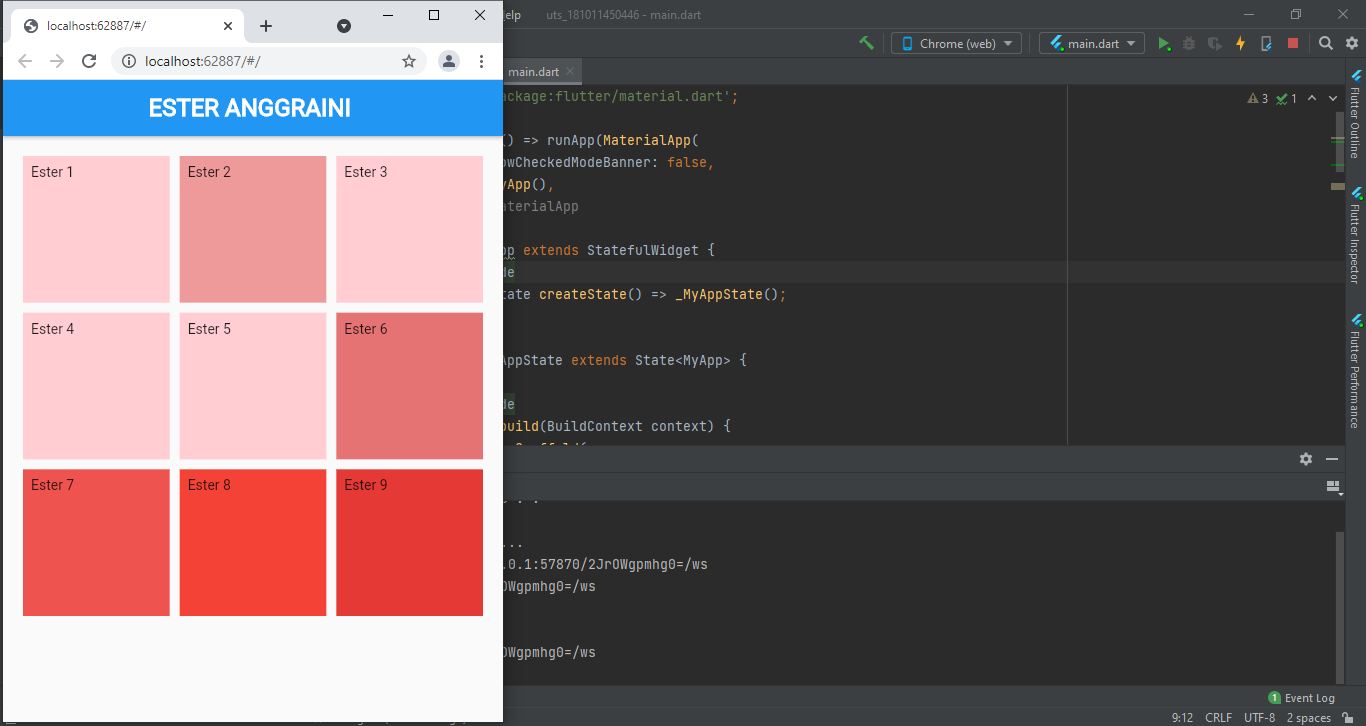 localhost:62887/#/
Help
uts_181011450446 - main.dart
localhost:62887/#/
Chrome (web)
main.dart
ESTER ANGGRAINI
main.dart
Ester 1
Ester 2
Ester 3
Ester 4
Ester 5
Ester 6
Ester 7
Ester 8
Ester 9
ackage:flutter/material.dart';
3
1
() => runApp(MaterialApp(
owCheckedModeBanner: false,
yApp(),
aterialApp
pp extends StatefulWidget {
de
tate createState() => _MyAppState();
AppState extends State<MyApp> {
de
build(BuildContext context) {
...
.0.1:57870/2JrOWgpmhg0=/ws
OWgpmhg0=/ws
OWgpmhg0=/ws
Flutter Outline
Flutter Inspector
Flutter Performance
1 Event Log
9:12 CRLF UTF-8 2 spaces